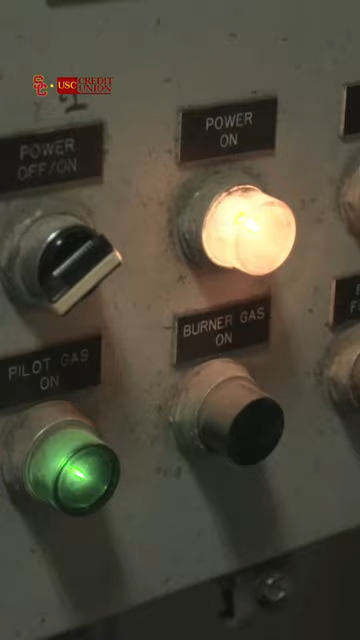 SC USC CREDIT UNION
POWER
OFF/ON
POWER
ON
PILOT GAS
ON
BURNER GAS
ON